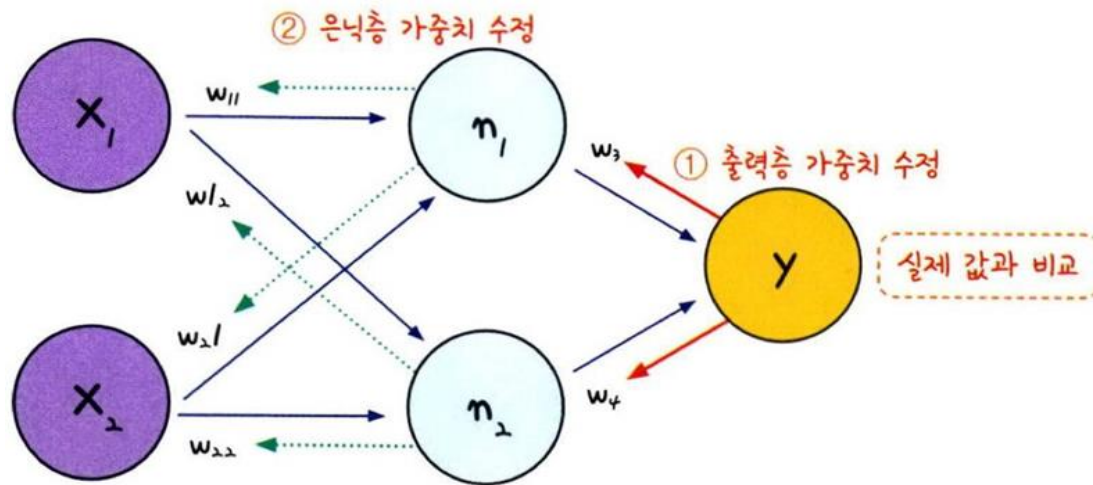 ② 은닉층 가중치 수정
x₁
w₁₁
n₁
w₃
① 출력층 가중치 수정
w1₂
y
실제 값과 비교
w₂1
x₂
n₂
w₄
w₂₂